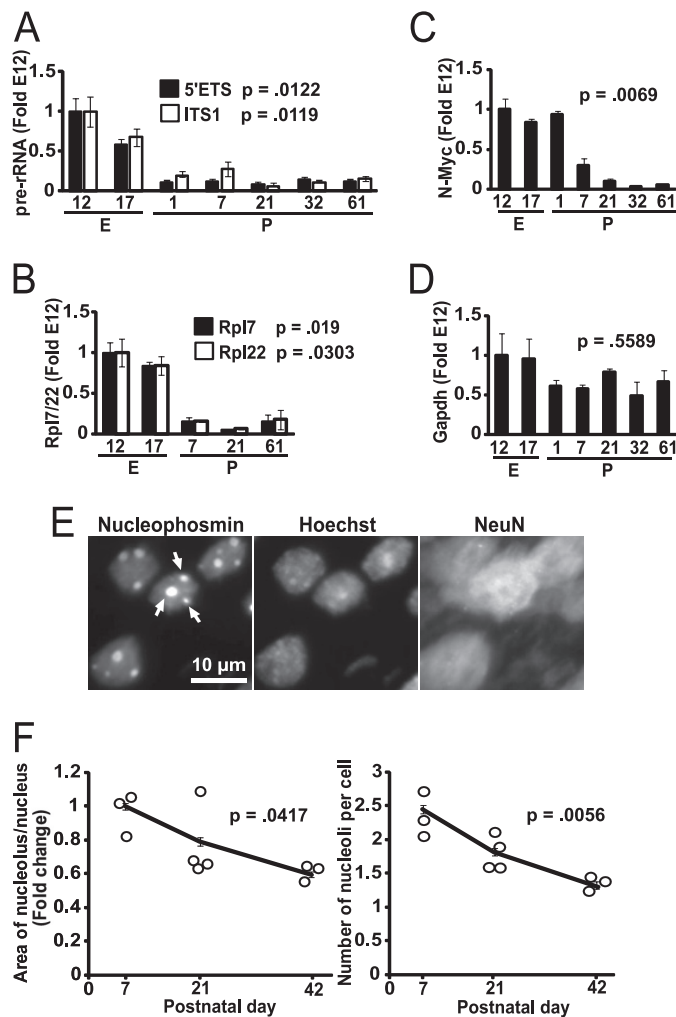 A
pre-rRNA (Fold E12)
1.5
1
0.5
0
5'ETS p = .0122
ITS1 p = .0119
12 17 1 7 21 32 61
E P
B
Rpl7/22 (Fold E12)
1.5
1
0.5
0
Rpl7 p = .019
Rpl22 p = .0303
12 17 7 21 61
E P
C
N-Myc (Fold E12)
1.5
1
0.5
0
p = .0069
12 17 1 7 21 32 61
E P
D
Gapdh (Fold E12)
1.5
1
0.5
0
p = .5589
12 17 1 7 21 32 61
E P
E
Nucleophosmin Hoechst NeuN
10 µm
F
Area of nucleolus/nucleus
(Fold change)
1.2
1
0.8
0.6
0.4
0.2
0
p = .0417
0 7 21 42
Postnatal day
Number of nucleoli per cell
3
2.5
2
1.5
1
0.5
0
p = .0056
0 7 21 42
Postnatal day